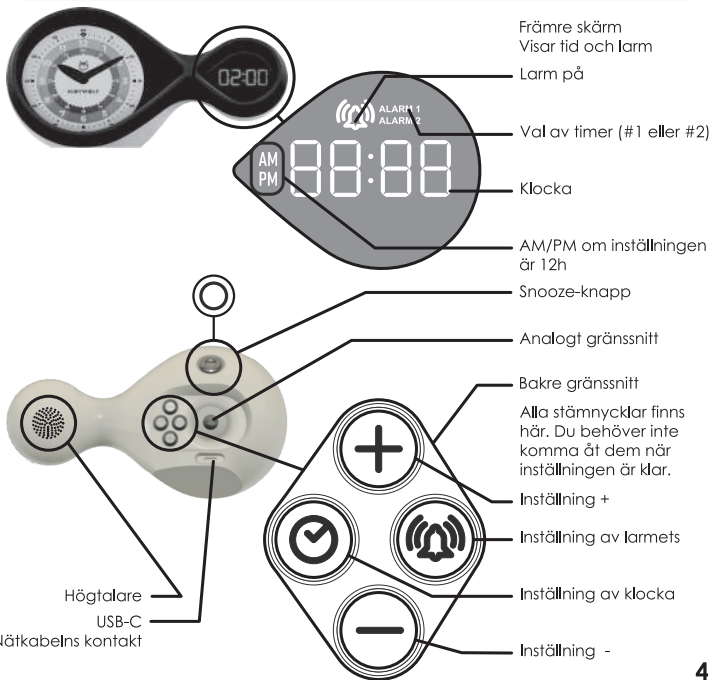 Främre skärm
Visar tid och larm
Larm på
Val av timer (#1 eller #2)
Klocka
AM/PM om inställningen
är 12h
Snooze-knapp
Analogt gränssnitt
Bakre gränssnitt
Alla stämnycklar finns
här. Du behöver inte
komma åt dem när
inställningen är klar.
Inställning +
Inställning av larmets
Inställning av klocka
Inställning -
02:00
ALARM 1
ALARM 2
AM
PM
88:88
Högtalare
USB-C
Nätkabelns kontakt
4